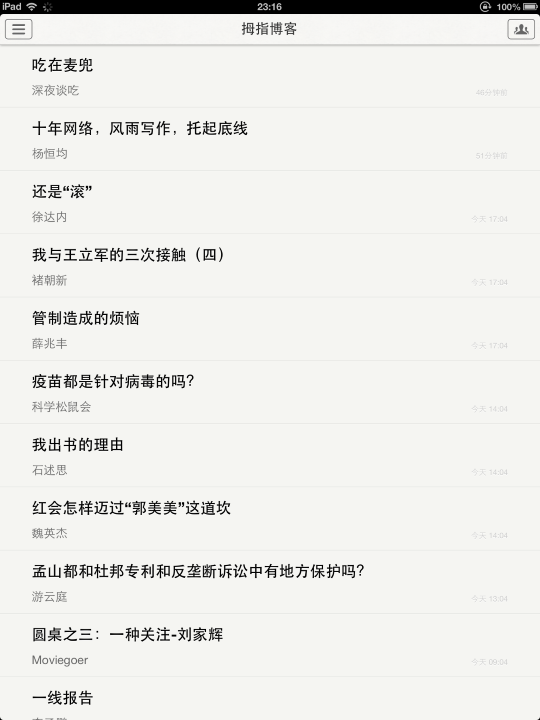 iPad
23:16
100%
拇指博客
吃在麦兜
深夜谈吃
46分钟前
十年网络，风雨写作，托起底线
杨恒均
51分钟前
还是“滚”
徐达内
今天 17:04
我与王立军的三次接触（四）
褚朝新
今天 17:04
管制造成的烦恼
薛兆丰
今天 17:04
疫苗都是针对病毒的吗？
科学松鼠会
今天 14:04
我出书的理由
石述思
今天 14:04
红会怎样迈过“郭美美”这道坎
魏英杰
今天 14:04
孟山都和杜邦专利和反垄断诉讼中有地方保护吗？
游云庭
今天 13:04
圆桌之三：一种关注-刘家辉
Moviegoer
今天 09:04
一线报告